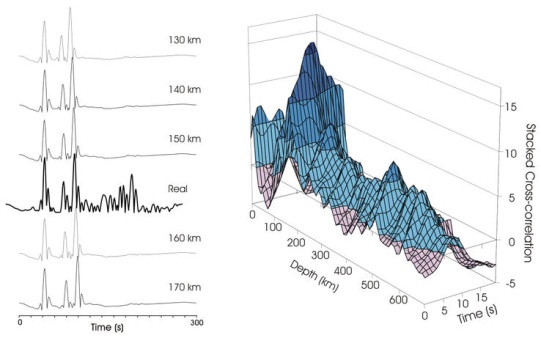 130 km
140 km
150 km
Real
160 km
170 km
0
300
Time (s)
15
10
5
0
-5
Stacked Cross-correlation
0
100
200
300
400
500
600
Depth (km)
0
5
10
15
Time (s)